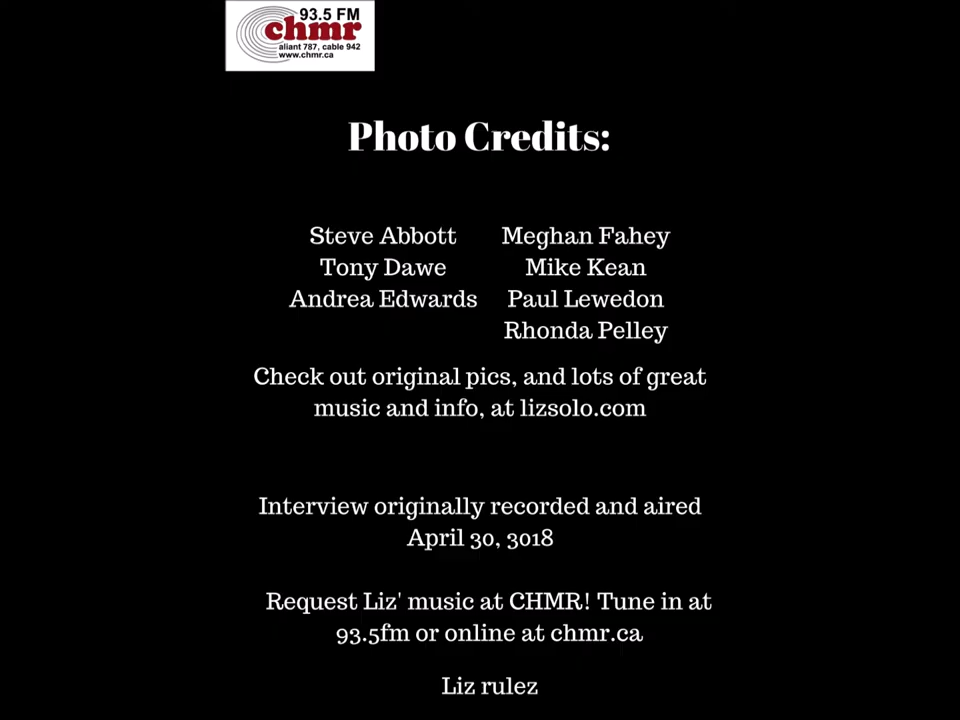 93.5 FM
chmr
aliant 787, cable 942
www.chmr.ca
Photo Credits:
Steve Abbott
Tony Dawe
Andrea Edwards
Meghan Fahey
Mike Kean
Paul Lewedon
Rhonda Pelley
Check out original pics, and lots of great
music and info, at lizsolo.com
Interview originally recorded and aired
April 30, 3018
Request Liz' music at CHMR! Tune in at
93.5fm or online at chmr.ca
Liz rulez